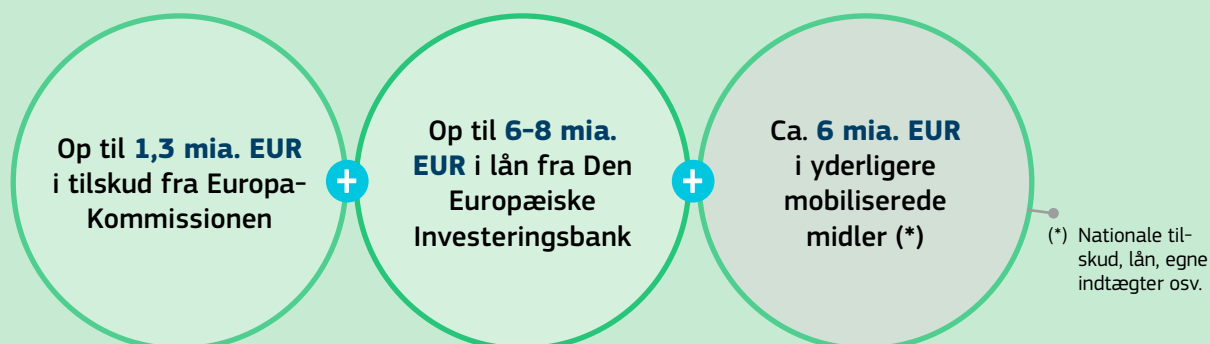 Op til 1,3 mia. EUR
i tilskud fra Europa-
Kommissionen
+
Op til 6-8 mia.
EUR i lån fra Den
Europæiske
Investeringsbank
+
Ca. 6 mia. EUR
i yderligere
mobiliserede
midler (*)
(*) Nationale til-
skud, lån, egne
indtægter osv.